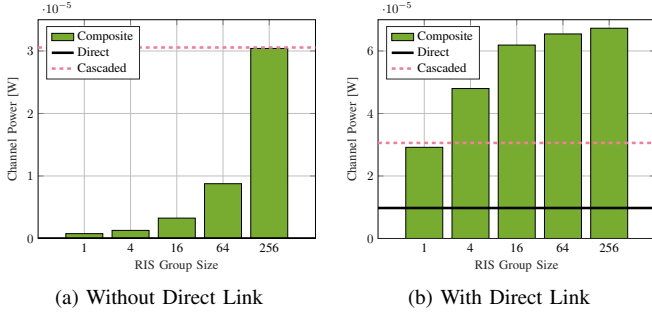 ·10⁻⁵
Composite
Direct
Cascaded
3
2
1
0
Channel Power [W]
1 4 16 64 256
RIS Group Size
(a) Without Direct Link
·10⁻⁵
Composite
Direct
Cascaded
6
4
2
0
Channel Power [W]
1 4 16 64 256
RIS Group Size
(b) With Direct Link